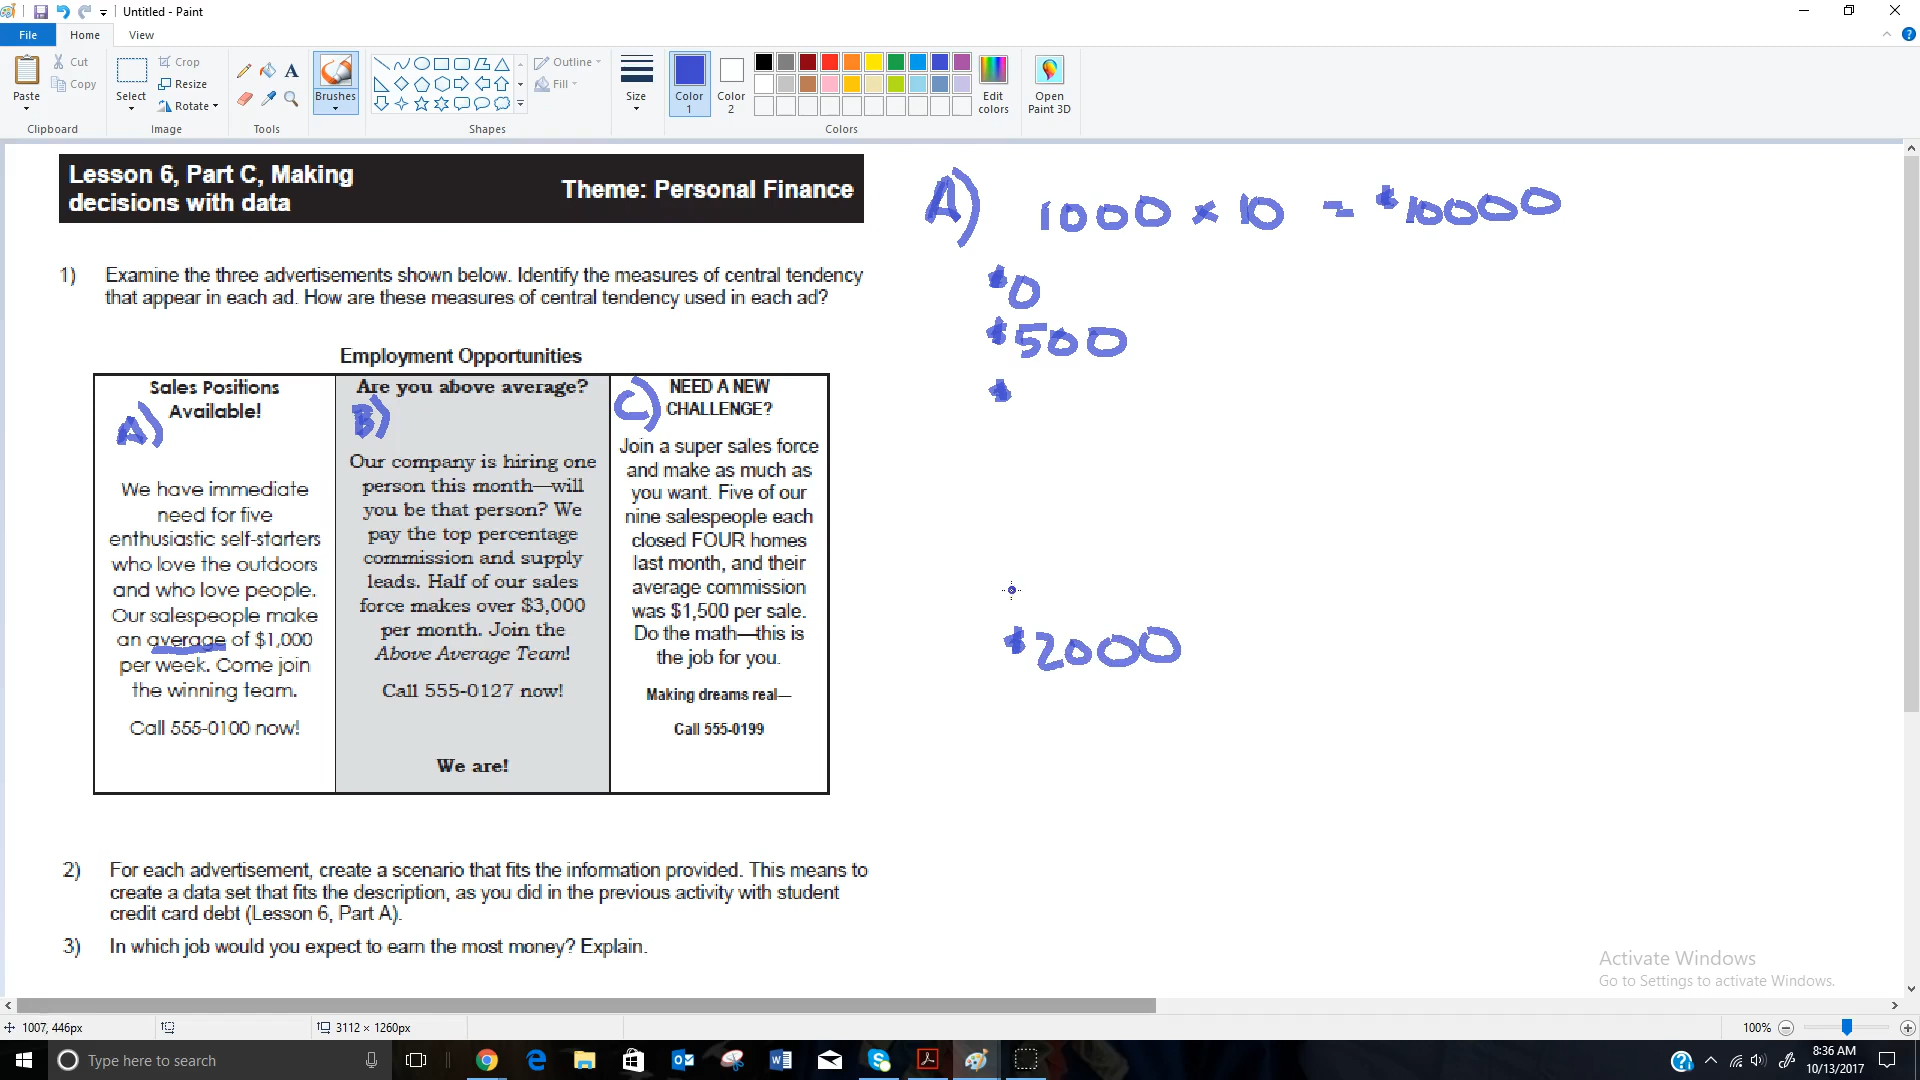 Untitled - Paint
File Home View
Paste
Cut
Copy
Clipboard
Select
Crop
Resize
Rotate
Image
Tools
Brushes
Shapes
Outline
Fill
Size
Color 1
Color 2
Colors
Edit colors
Open Paint 3D
Lesson 6, Part C, Making
decisions with data
Theme: Personal Finance
1) Examine the three advertisements shown below. Identify the measures of central tendency
that appear in each ad. How are these measures of central tendency used in each ad?
Employment Opportunities
Sales Positions
Available!
A)
We have immediate
need for five
enthusiastic self-starters
who love the outdoors
and who love people.
Our salespeople make
an average of $1,000
per week. Come join
the winning team.
Call 555-0100 now!
Are you above average?
B)
Our company is hiring one
person this month—will
you be that person? We
pay the top percentage
commission and supply
leads. Half of our sales
force makes over $3,000
per month. Join the
Above Average Team!
Call 555-0127 now!
We are!
C)
NEED A NEW
CHALLENGE?
Join a super sales force
and make as much as
you want. Five of our
nine salespeople each
closed FOUR homes
last month, and their
average commission
was $1,500 per sale.
Do the math—this is
the job for you.
Making dreams real—
Call 555-0199
2) For each advertisement, create a scenario that fits the information provided. This means to
create a data set that fits the description, as you did in the previous activity with student
credit card debt (Lesson 6, Part A).
3) In which job would you expect to earn the most money? Explain.
A) 1000 × 10 = $10000
$0
$500
$
$2000
Activate Windows
Go to Settings to activate Windows.
1007, 446px
3112 × 1260px
100%
Type here to search
8:36 AM
10/13/2017